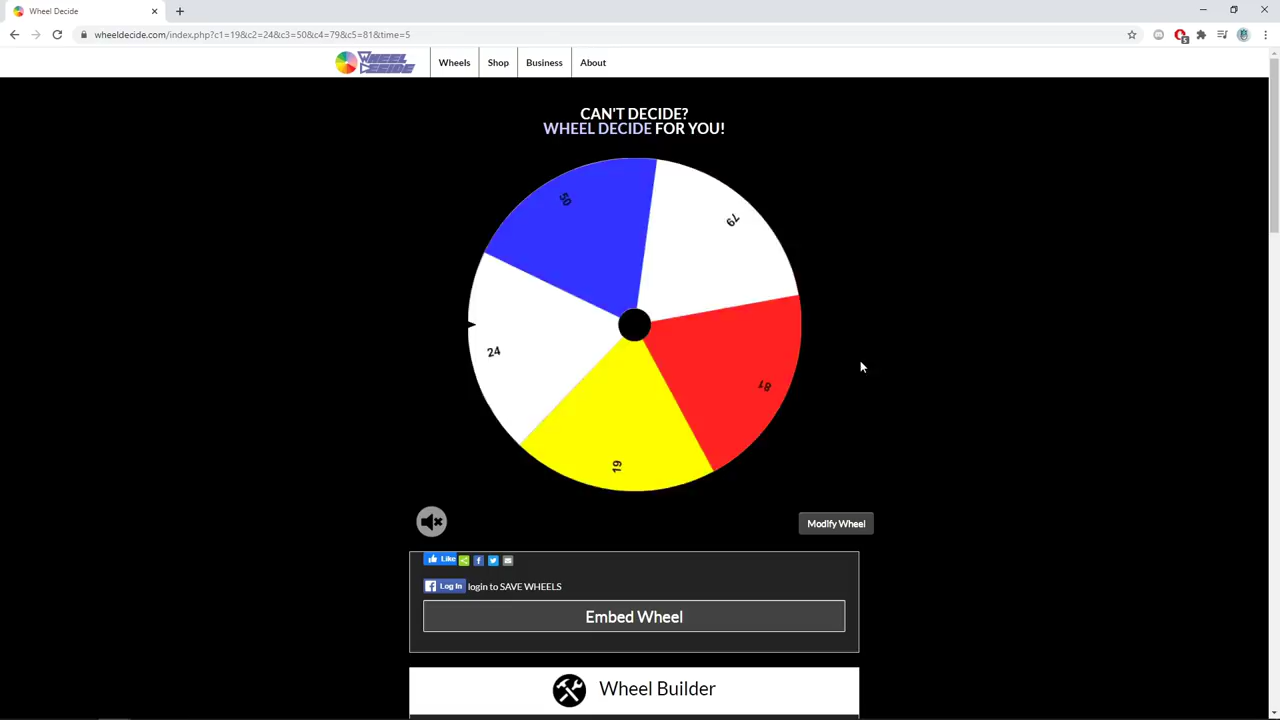 Wheel Decide
wheeldecide.com/index.php?c1=19&c2=24&c3=50&c4=79&c5=81&time=5
WHEEL DECIDE
Wheels
Shop
Business
About
CAN'T DECIDE?
WHEEL DECIDE FOR YOU!
50
79
24
81
19
Modify Wheel
Like
Log In login to SAVE WHEELS
Embed Wheel
Wheel Builder